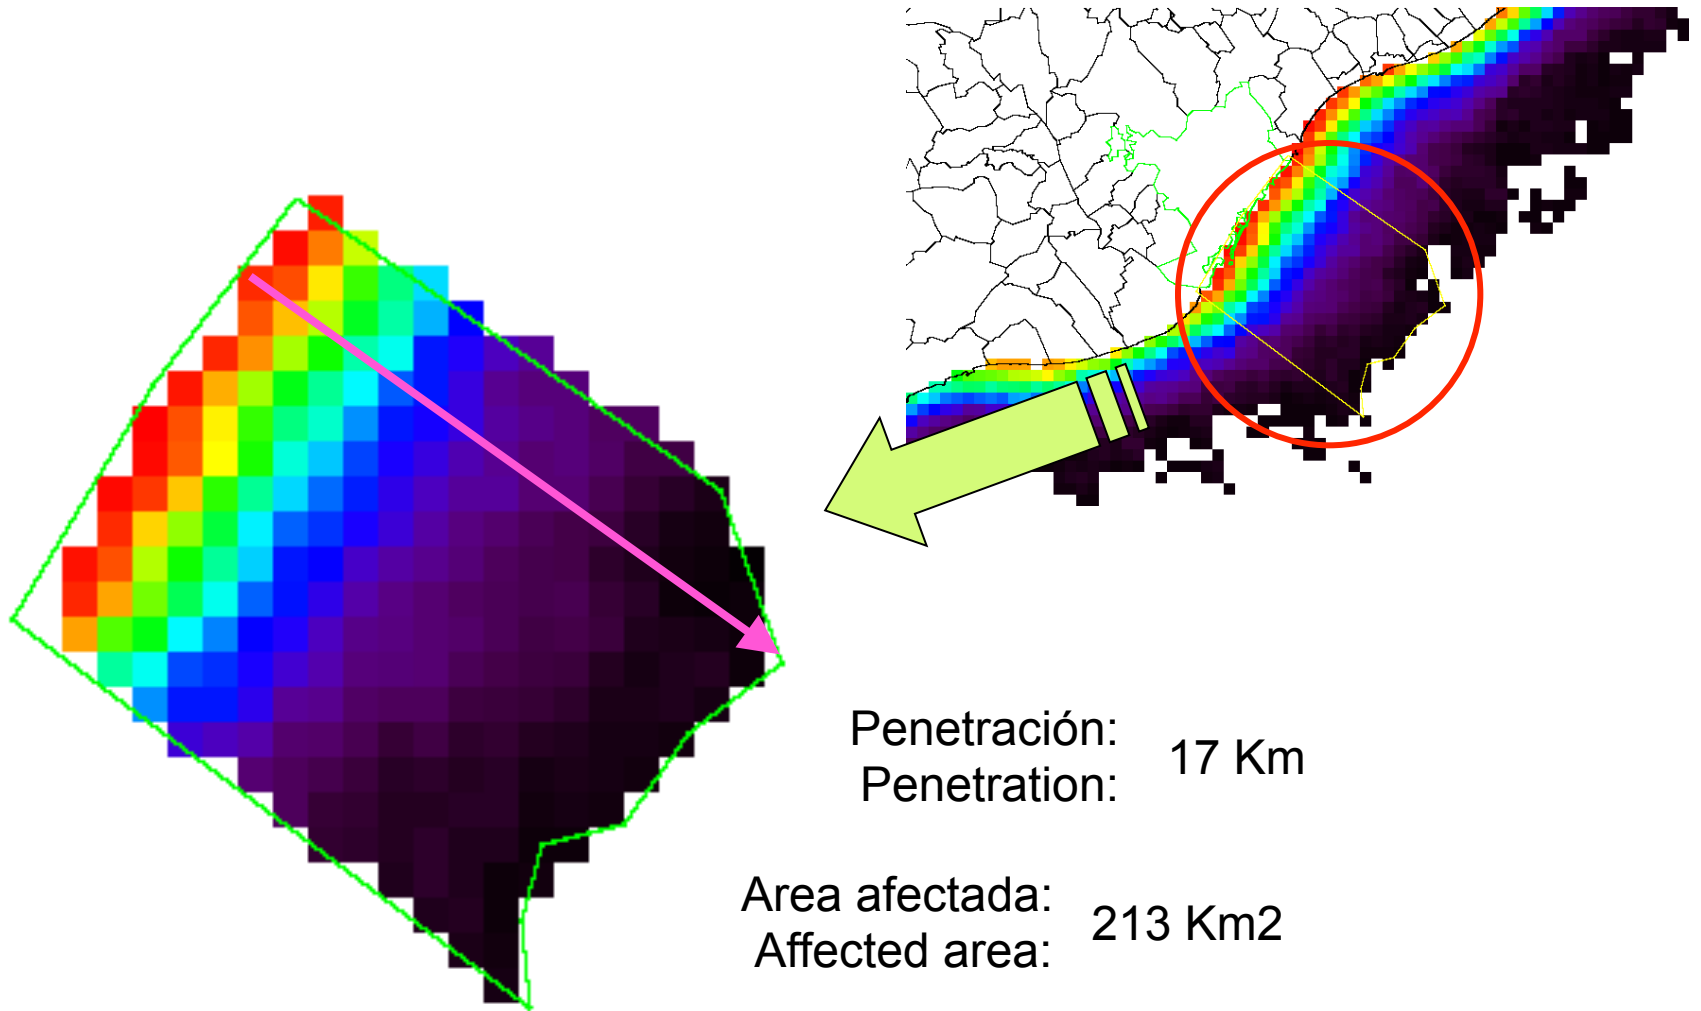 Penetración:
Penetration:
17 Km
Area afectada:
Affected area:
213 Km2